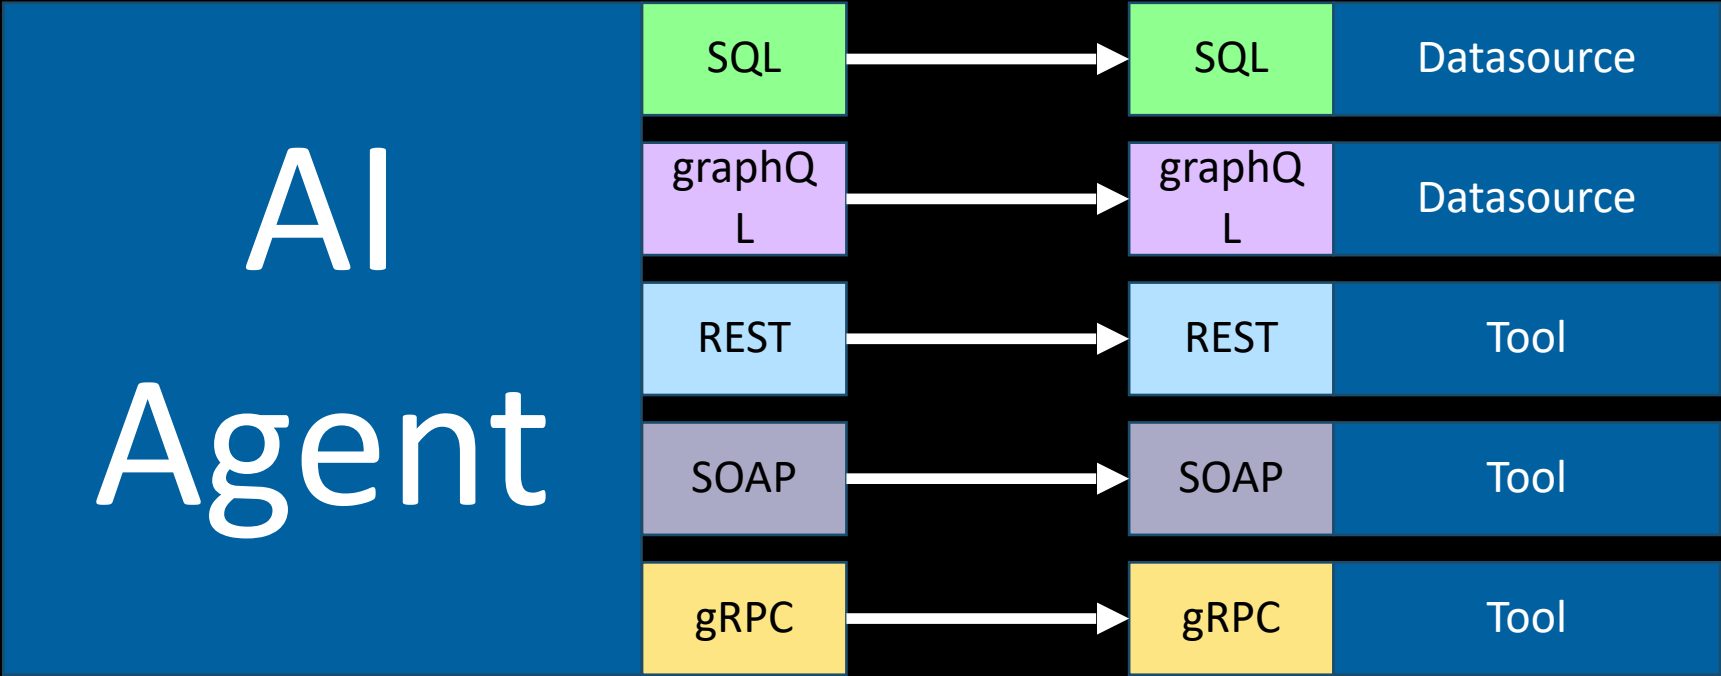 AI
Agent
SQL
SQL
Datasource
graphQ
L
graphQ
L
Datasource
REST
REST
Tool
SOAP
SOAP
Tool
gRPC
gRPC
Tool